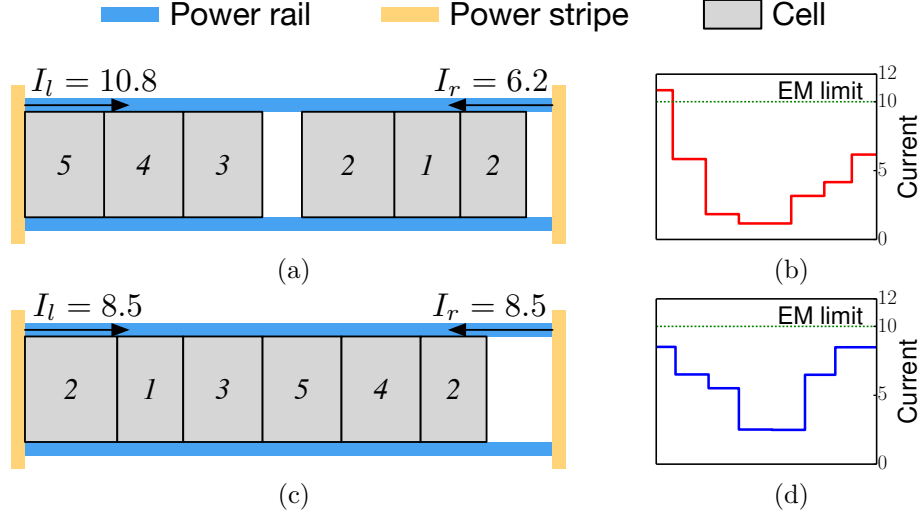 Power rail Power stripe Cell
I_l = 10.8 I_r = 6.2
5 4 3 2 1 2
(a)
12
EM limit
10
5
0
Current
(b)
I_l = 8.5 I_r = 8.5
2 1 3 5 4 2
(c)
12
EM limit
10
5
0
Current
(d)